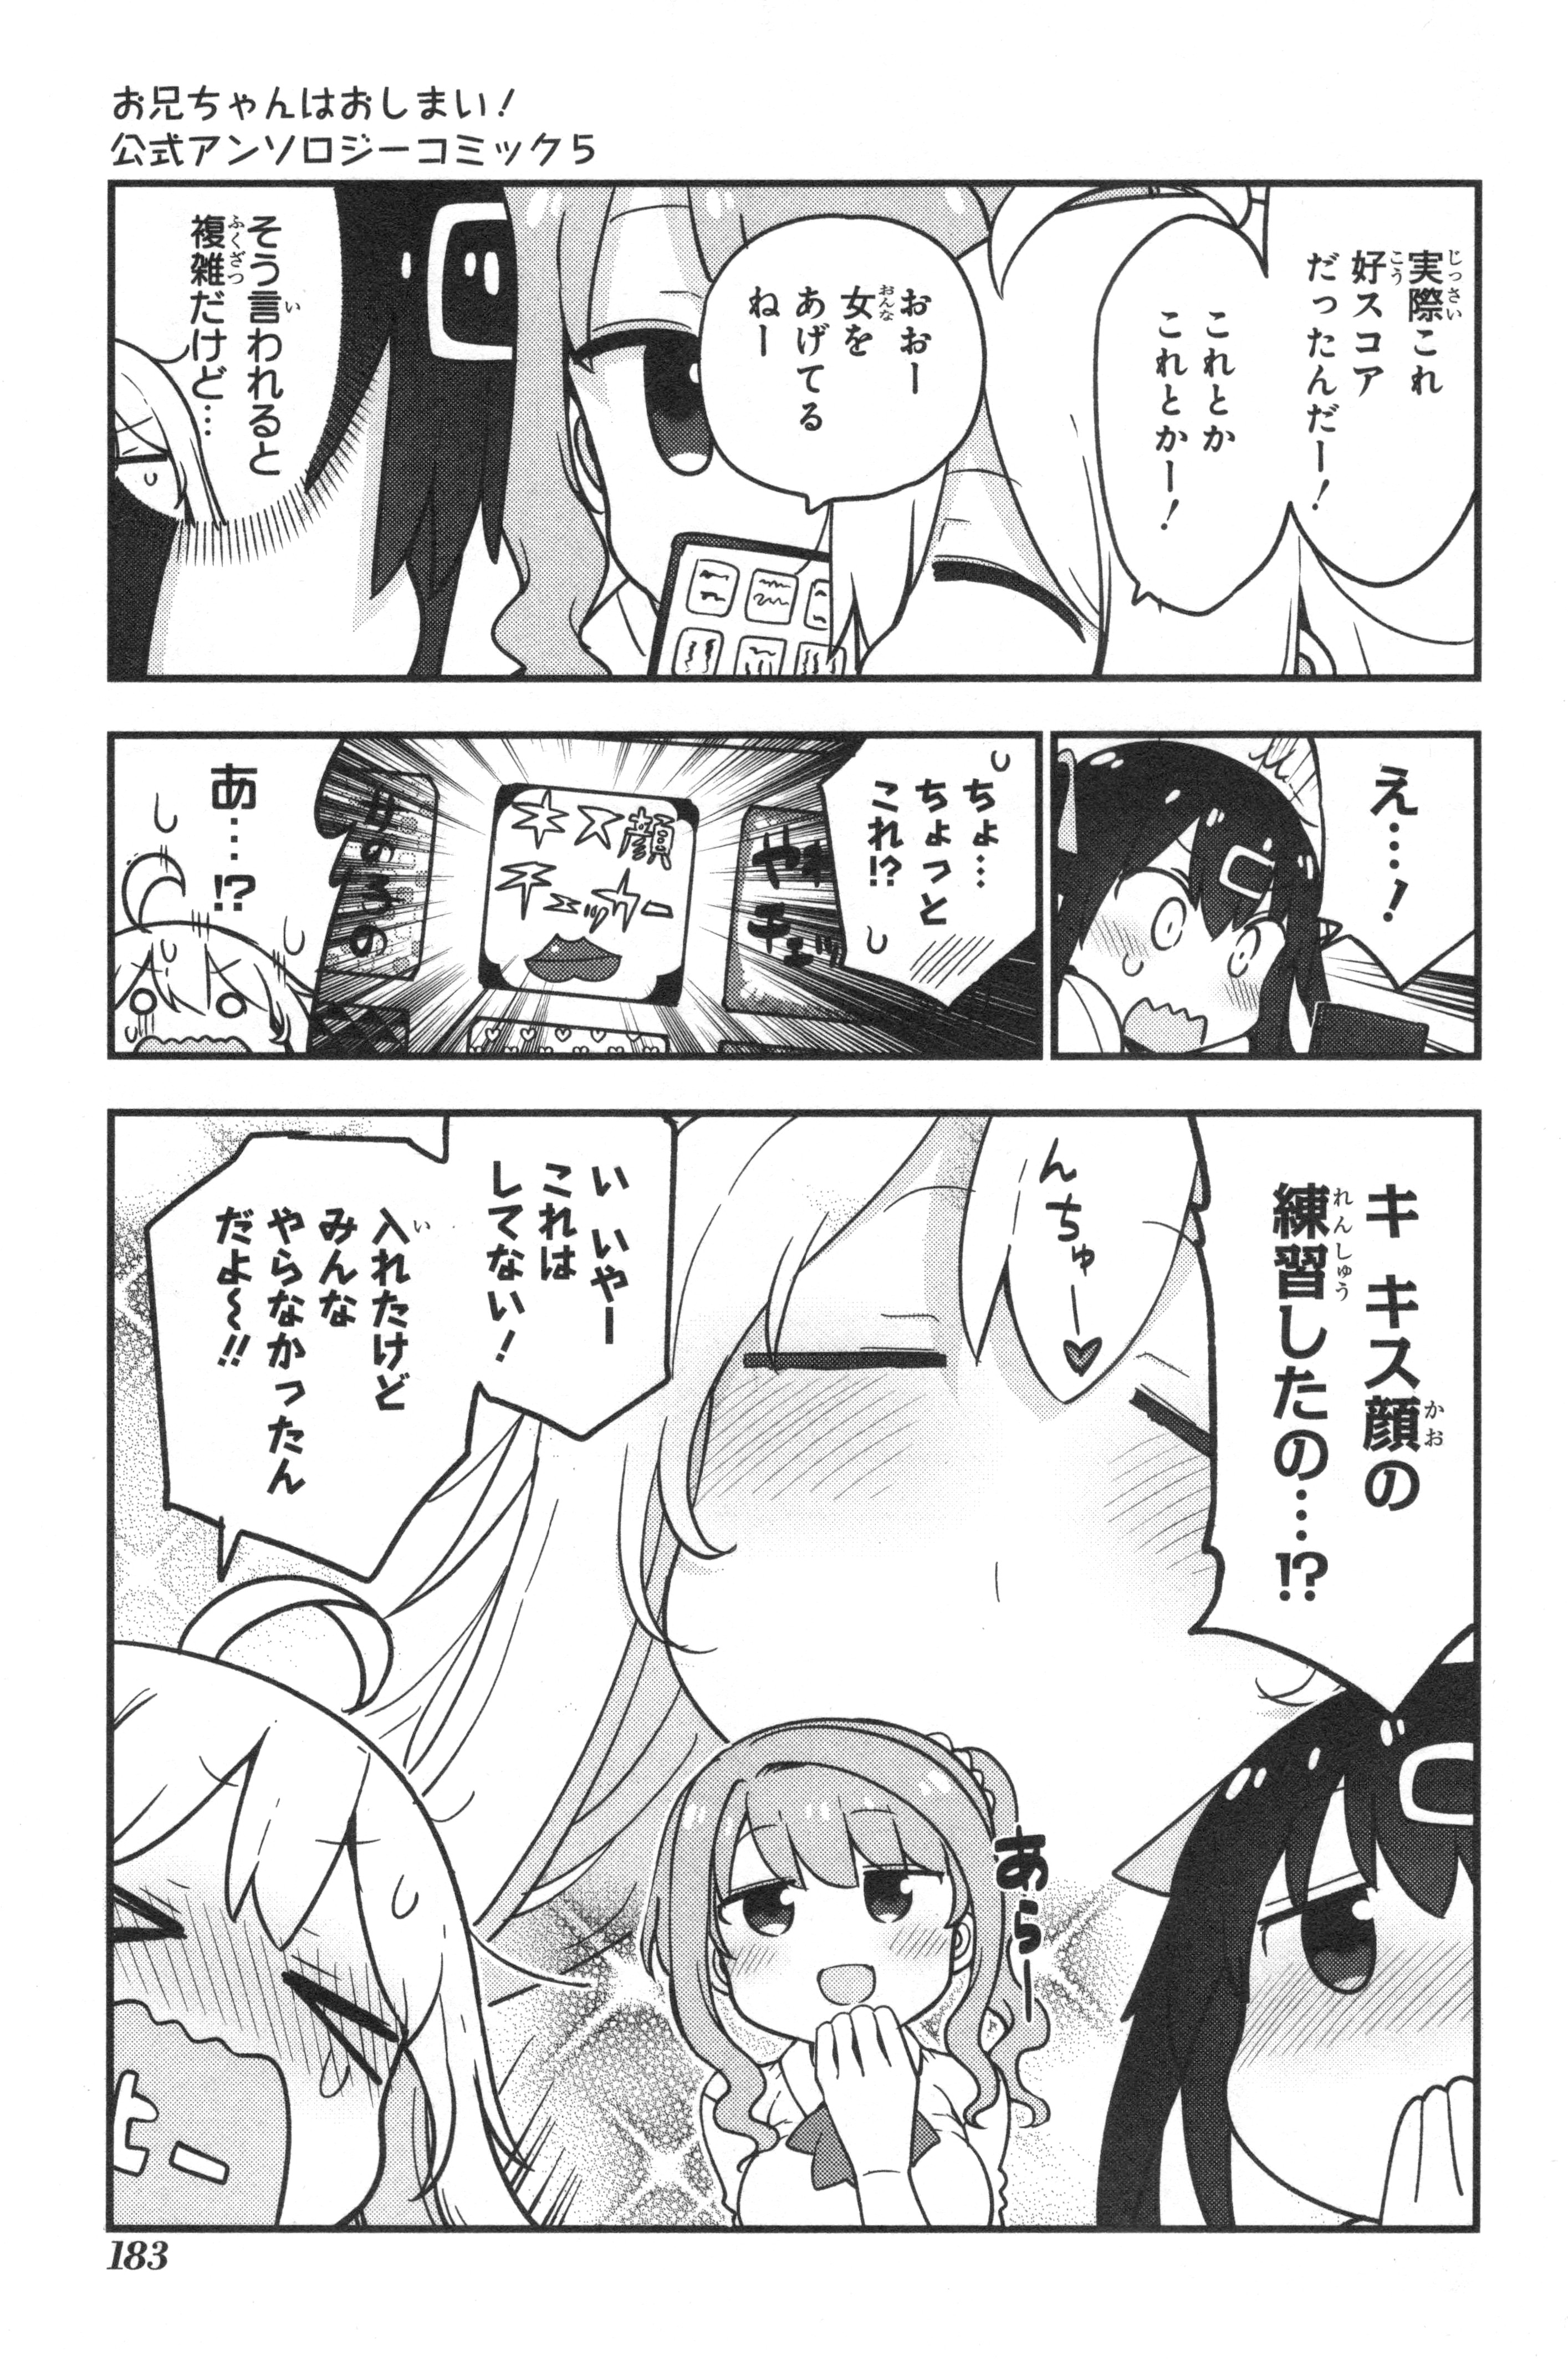 お兄ちゃんはおしまい!
公式アンソロジーコミック5
実際これ
好スコア
だったんだー!
これとか
これとかー!
おおー
女を
あげてる
ねー
そう言われると
複雑だけど…
え…!
ちょ…
ちょっと
これ!?
キス顔
チェッカー
あ…!?
キ キス顔の
練習したの…!?
んちゅー♥
い いやー
これは
してない!
入れたけど
みんな
やらなかったん
だよ〜!!
あらー
183